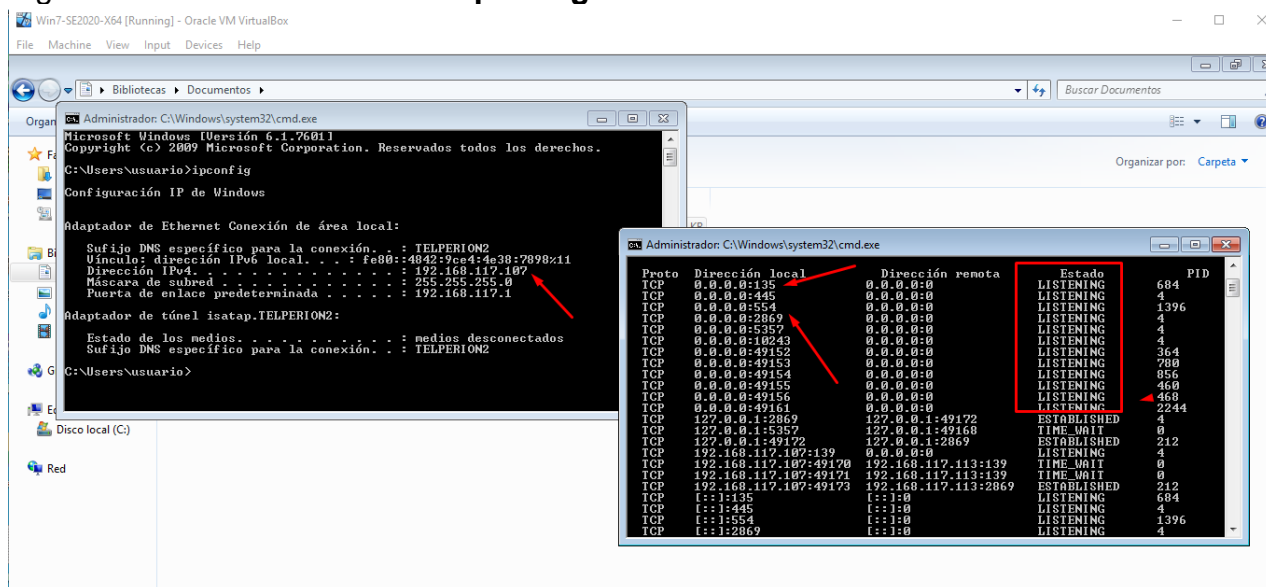 Win7-SE2020-X64 [Running] - Oracle VM VirtualBox
File Machine View Input Devices Help
Bibliotecas Documentos
Buscar Documentos
Organizar por: Carpeta
Administrador: C:\Windows\system32\cmd.exe
Microsoft Windows [Versión 6.1.7601]
Copyright (c) 2009 Microsoft Corporation. Reservados todos los derechos.
C:\Users\usuario>ipconfig
Configuración IP de Windows
Adaptador de Ethernet Conexión de área local:
Sufijo DNS específico para la conexión. . : TELPERION2
Vínculo: dirección IPv6 local. . . : fe80::4842:9ce4:4e38:7898%11
Dirección IPv4. . . . . . . . . . . . . . : 192.168.117.107
Máscara de subred . . . . . . . . . . . . : 255.255.255.0
Puerta de enlace predeterminada . . . . . : 192.168.117.1
Adaptador de túnel isatap.TELPERION2:
Estado de los medios. . . . . . . . . . . : medios desconectados
Sufijo DNS específico para la conexión. . : TELPERION2
C:\Users\usuario>
Disco local (C:)
Red
Administrador: C:\Windows\system32\cmd.exe
Proto Dirección local Dirección remota Estado PID
TCP 0.0.0.0:135 0.0.0.0:0 LISTENING 684
TCP 0.0.0.0:445 0.0.0.0:0 LISTENING 4
TCP 0.0.0.0:554 0.0.0.0:0 LISTENING 1396
TCP 0.0.0.0:2869 0.0.0.0:0 LISTENING 4
TCP 0.0.0.0:5357 0.0.0.0:0 LISTENING 4
TCP 0.0.0.0:10243 0.0.0.0:0 LISTENING 4
TCP 0.0.0.0:49152 0.0.0.0:0 LISTENING 364
TCP 0.0.0.0:49153 0.0.0.0:0 LISTENING 780
TCP 0.0.0.0:49154 0.0.0.0:0 LISTENING 856
TCP 0.0.0.0:49155 0.0.0.0:0 LISTENING 460
TCP 0.0.0.0:49156 0.0.0.0:0 LISTENING 468
TCP 0.0.0.0:49161 0.0.0.0:0 LISTENING 2244
TCP 127.0.0.1:2869 127.0.0.1:49172 ESTABLISHED 4
TCP 127.0.0.1:5357 127.0.0.1:49168 TIME_WAIT 0
TCP 127.0.0.1:49172 127.0.0.1:2869 ESTABLISHED 212
TCP 192.168.117.107:139 0.0.0.0:0 LISTENING 4
TCP 192.168.117.107:49170 192.168.117.113:139 TIME_WAIT 0
TCP 192.168.117.107:49171 192.168.117.113:139 TIME_WAIT 0
TCP 192.168.117.107:49173 192.168.117.113:2869 ESTABLISHED 212
TCP [::]:135 [::]:0 LISTENING 684
TCP [::]:445 [::]:0 LISTENING 4
TCP [::]:554 [::]:0 LISTENING 1396
TCP [::]:2869 [::]:0 LISTENING 4